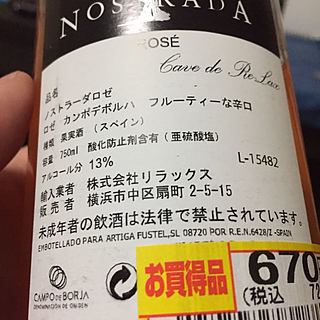 NOSTRADA
ROSÉ
Cave de ReLax
品名
ノストラーダロゼ
ロゼ カンポデボルハ フルーティーな辛口
種類 果実酒（スペイン）
容量 750ml 酸化防止剤含有（亜硫酸塩）
アルコール分 13%
L-15482
輸入業者 株式会社リラックス
販売者 横浜市中区扇町2-5-15
未成年者の飲酒は法律で禁止されています。
EMBOTELLADO PARA ARTIGA FUSTEL, SL 08720 POR R.E.N.6428/Z -SPAIN
CAMPO DE BORJA
DENOMINACIÓN DE ORIGEN
お買得品
670
(税込 72